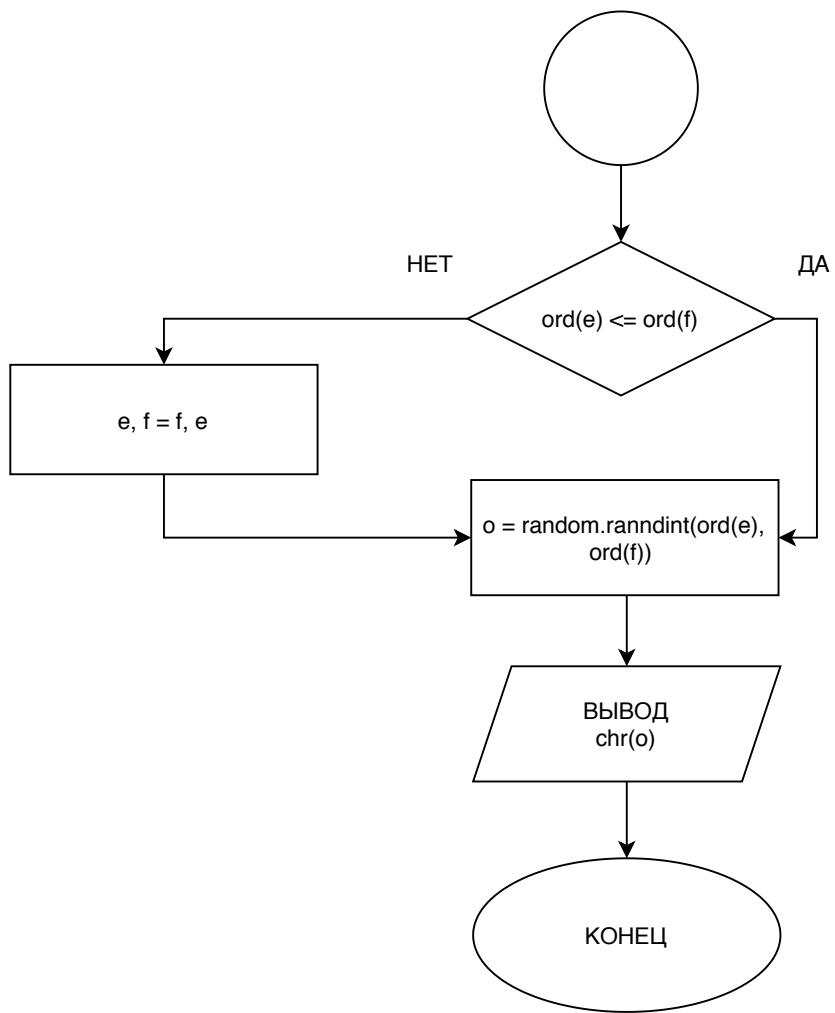 НЕТ
ДА
ord(e) <= ord(f)
e, f = f, e
o = random.ranndint(ord(e),
ord(f))
ВЫВОД
chr(o)
КОНЕЦ